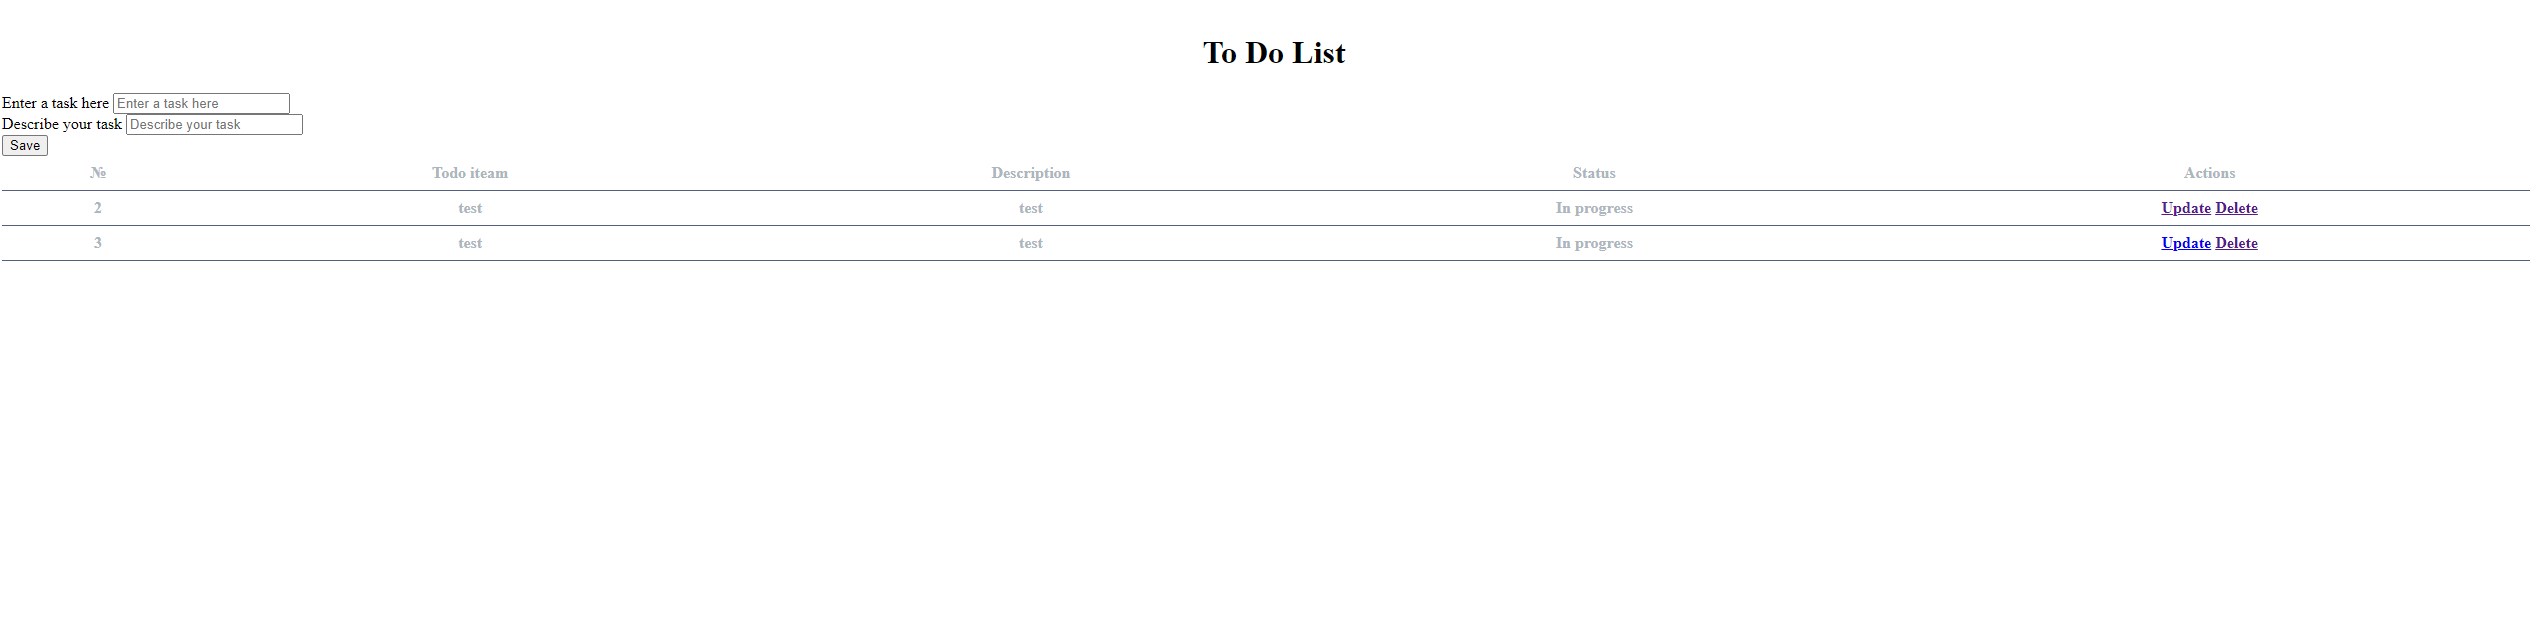 To Do List
Enter a task here Enter a task here
Describe your task Describe your task
Save
№ Todo iteam Description Status Actions
2 test test In progress Update Delete
3 test test In progress Update Delete